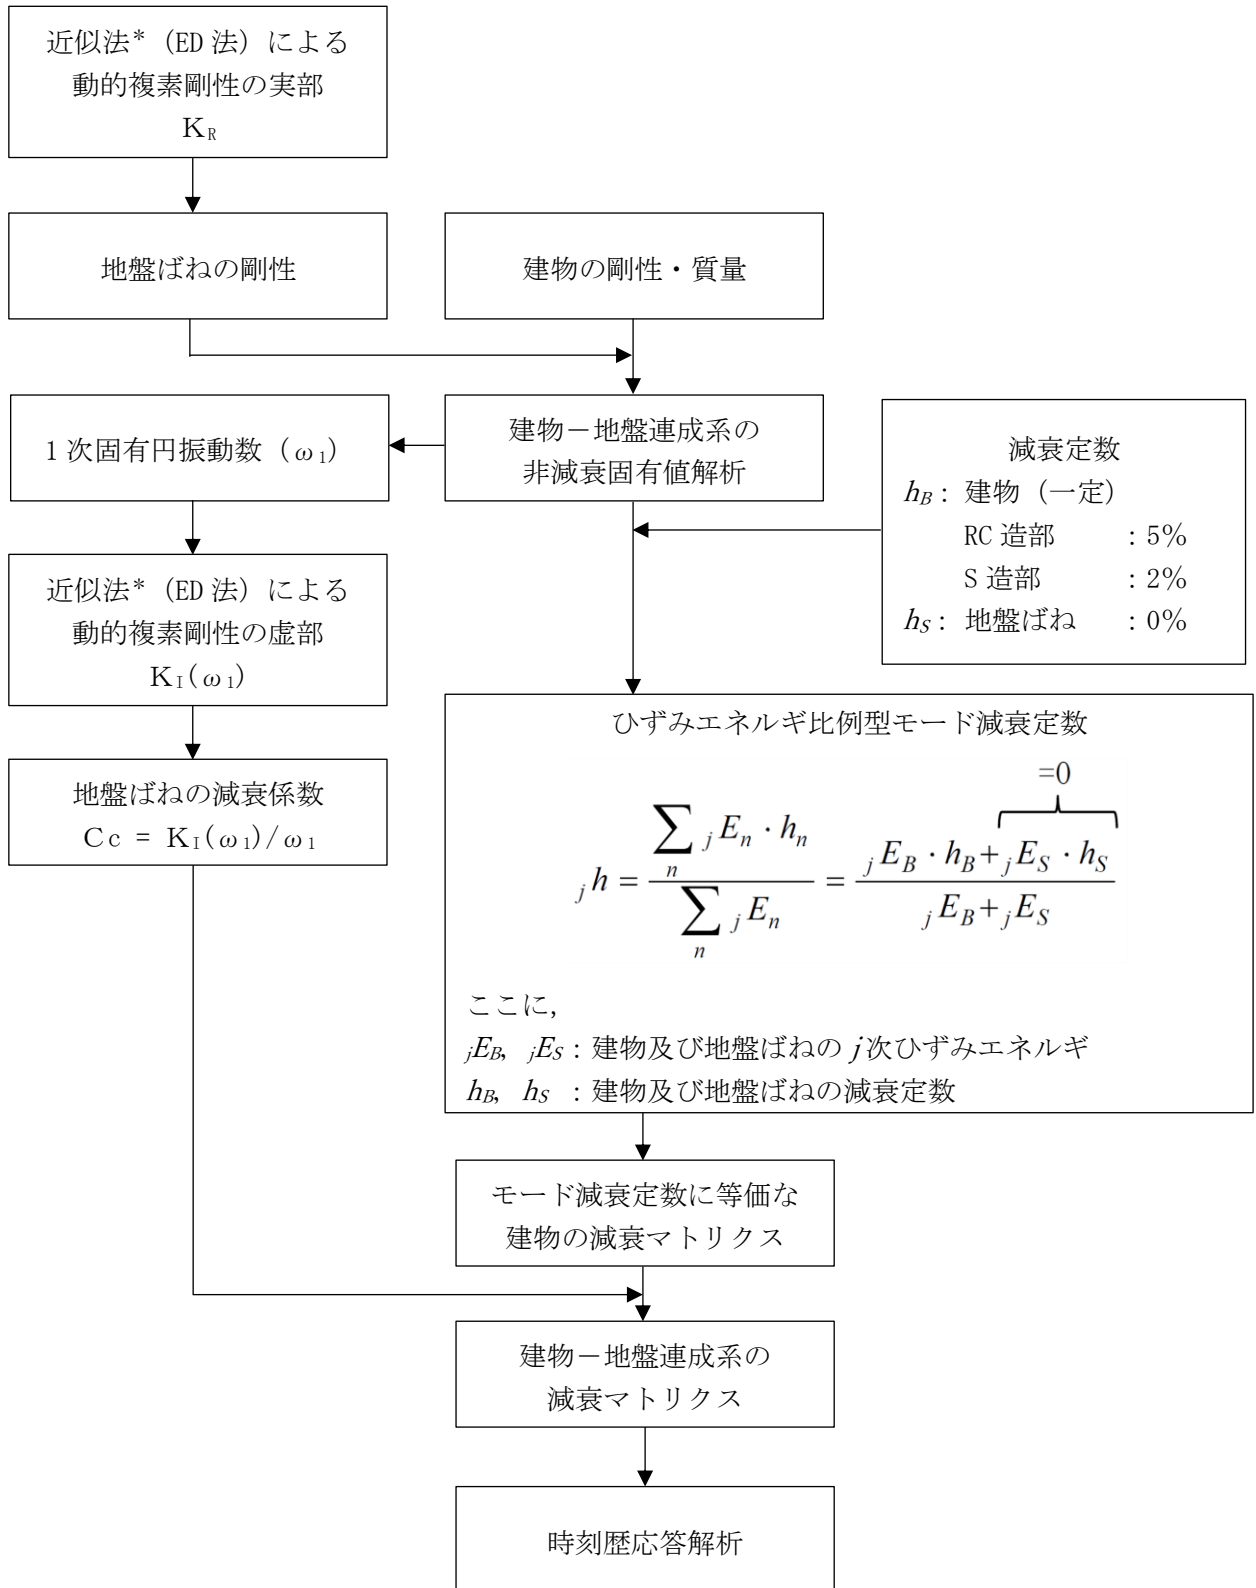 近似法*(ED法)による
動的複素剛性の実部
K_R
地盤ばねの剛性
建物の剛性・質量
建物-地盤連成系の
非減衰固有値解析
1次固有円振動数(ω_1)
減衰定数
h_B:建物(一定)
RC造部 :5%
S造部 :2%
h_S:地盤ばね :0%
近似法*(ED法)による
動的複素剛性の虚部
K_I(ω_1)
地盤ばねの減衰係数
Cc = K_I(ω_1)/ω_1
ひずみエネルギ比例型モード減衰定数
=0
_j h = \frac{\sum_n {}_jE_n・h_n}{\sum_n {}_jE_n} = \frac{{}_jE_B・h_B+{}_jE_S・h_S}{{}_jE_B+{}_jE_S}
ここに,
_jE_B, _jE_S:建物及び地盤ばねのj次ひずみエネルギ
h_B, h_S :建物及び地盤ばねの減衰定数
モード減衰定数に等価な
建物の減衰マトリクス
建物-地盤連成系の
減衰マトリクス
時刻歴応答解析